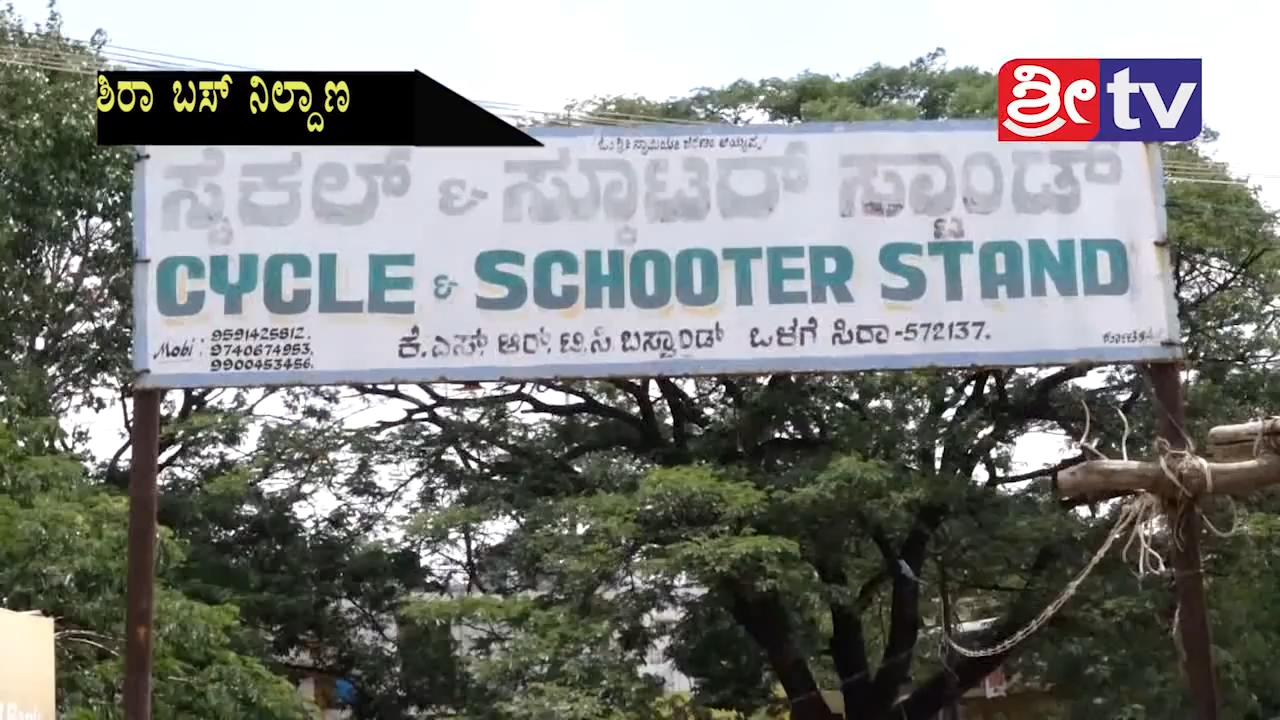 ಶಿರಾ ಬಸ್ ನಿಲ್ದಾಣ
ಶ್ರೀ tv
ಸೈಕಲ್ & ಸ್ಕೂಟರ್ ಸ್ಟ್ಯಾಂಡ್
CYCLE & SCHOOTER STAND
Mobi : 9591425812.
9740674953.
9900453456.
ಕೆ.ಎಸ್. ಆರ್. ಟಿ.ಸಿ ಬಸ್ಟಾಂಡ್ ಒಳಗೆ ಸಿರಾ-572137.